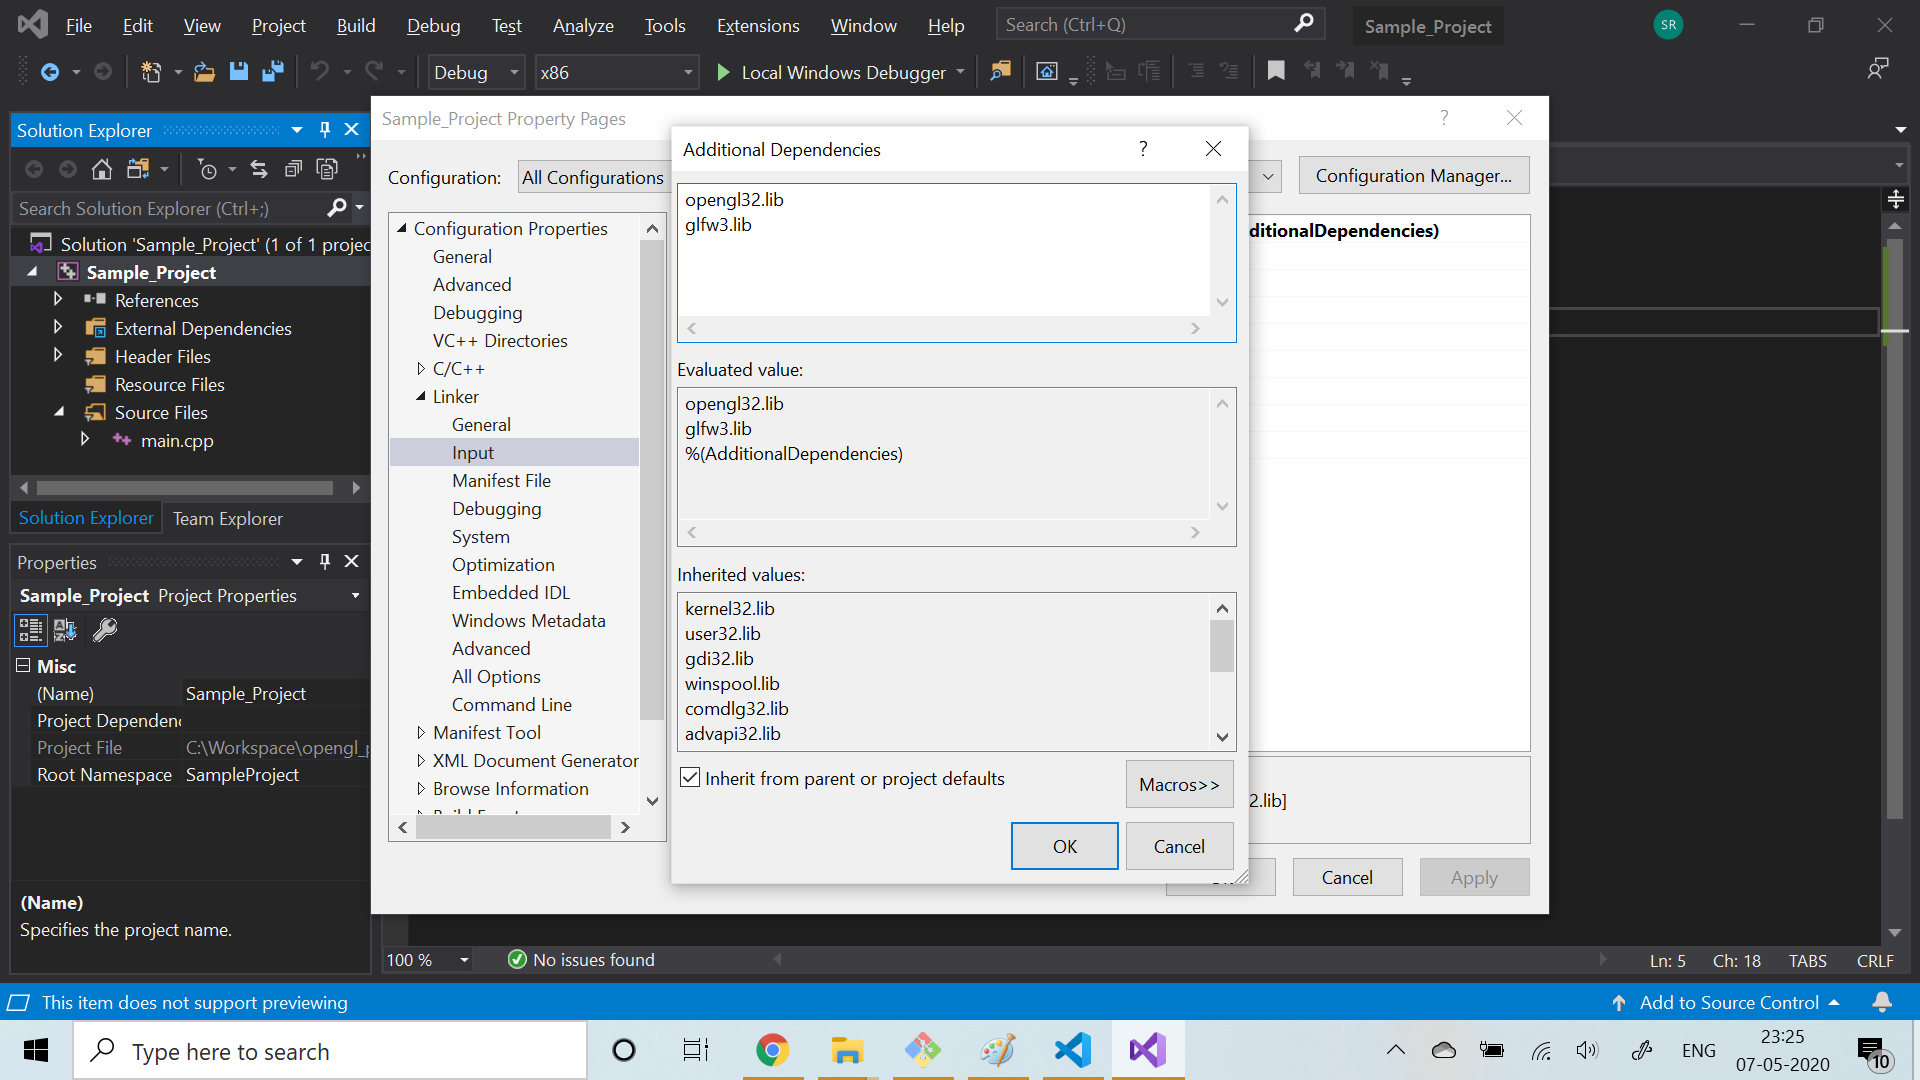 File Edit View Project Build Debug Test Analyze Tools Extensions Window Help Search (Ctrl+Q) Sample_Project SR
Debug x86 Local Windows Debugger
Solution Explorer
Search Solution Explorer (Ctrl+;)
Solution 'Sample_Project' (1 of 1 projec
Sample_Project
References
External Dependencies
Header Files
Resource Files
Source Files
main.cpp
Solution Explorer Team Explorer
Properties
Sample_Project Project Properties
Misc
(Name) Sample_Project
Project Dependen
Project File C:\Workspace\opengl_p
Root Namespace SampleProject
(Name)
Specifies the project name.
Sample_Project Property Pages ?
Configuration: All Configurations Configuration Manager...
Configuration Properties
General
Advanced
Debugging
VC++ Directories
C/C++
Linker
General
Input
Manifest File
Debugging
System
Optimization
Embedded IDL
Windows Metadata
Advanced
All Options
Command Line
Manifest Tool
XML Document Generator
Browse Information
Additional Dependencies ?
opengl32.lib
glfw3.lib
Evaluated value:
opengl32.lib
glfw3.lib
%(AdditionalDependencies)
Inherited values:
kernel32.lib
user32.lib
gdi32.lib
winspool.lib
comdlg32.lib
advapi32.lib
Inherit from parent or project defaults
Macros>>
OK Cancel
ditionalDependencies)
2.lib]
Cancel Apply
100 % No issues found Ln: 5 Ch: 18 TABS CRLF
This item does not support previewing Add to Source Control
Type here to search ENG 23:25
07-05-2020 10